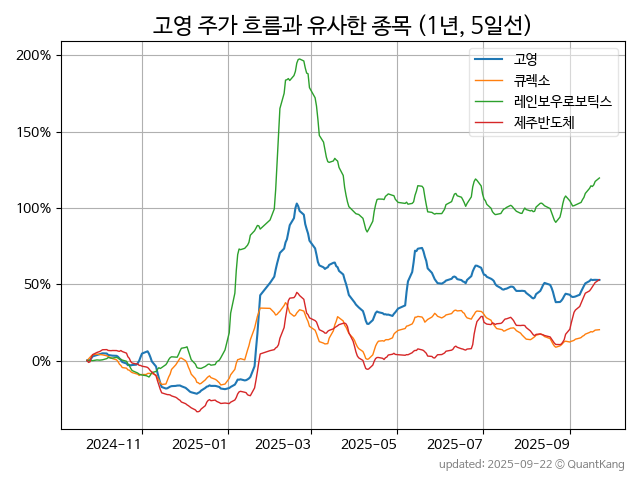 고영 주가 흐름과 유사한 종목 (1년, 5일선)
고영
큐렉소
레인보우로보틱스
제주반도체
200%
150%
100%
50%
0%
2024-11
2025-01
2025-03
2025-05
2025-07
2025-09
updated: 2025-09-22 © QuantKang